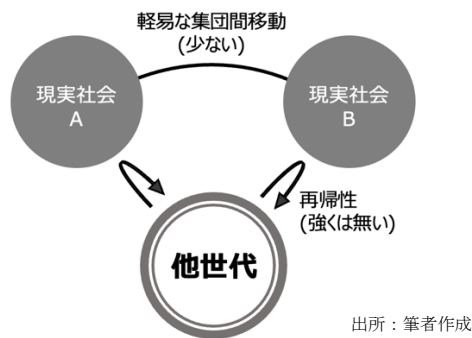 軽易な集団間移動
(少ない)
現実社会
A
現実社会
B
再帰性
(強くは無い)
他世代
出所：筆者作成